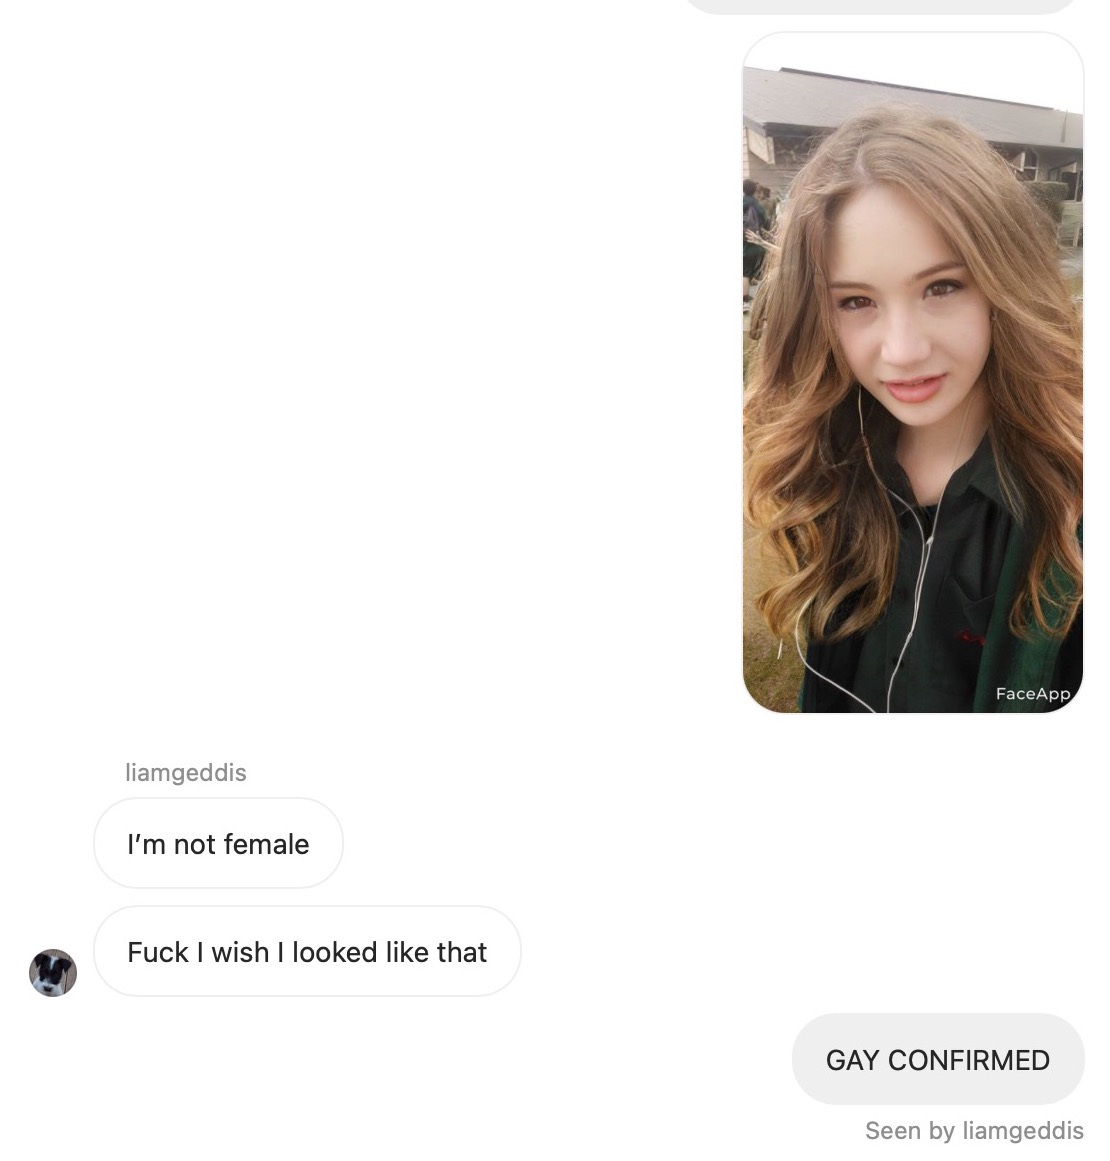 FaceApp
liamgeddis
I’m not female
Fuck I wish I looked like that
GAY CONFIRMED
Seen by liamgeddis